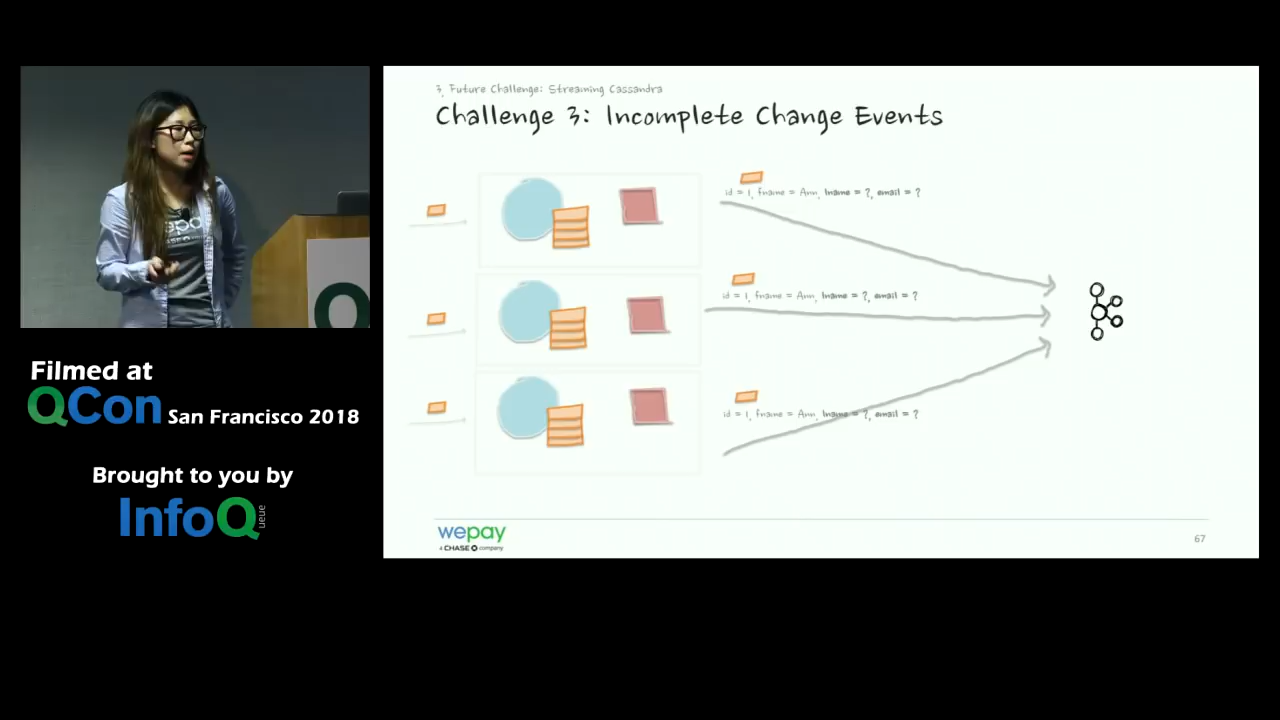 3. Future Challenge: Streaming Cassandra
Challenge 3: Incomplete Change Events
id = 1, fname = Ann, lname = ?, email = ?
id = 1, fname = Ann, lname = ?, email = ?
id = 1, fname = Ann, lname = ?, email = ?
wepay
a CHASE company
67
Filmed at
QCon San Francisco 2018
Brought to you by
InfoQueue